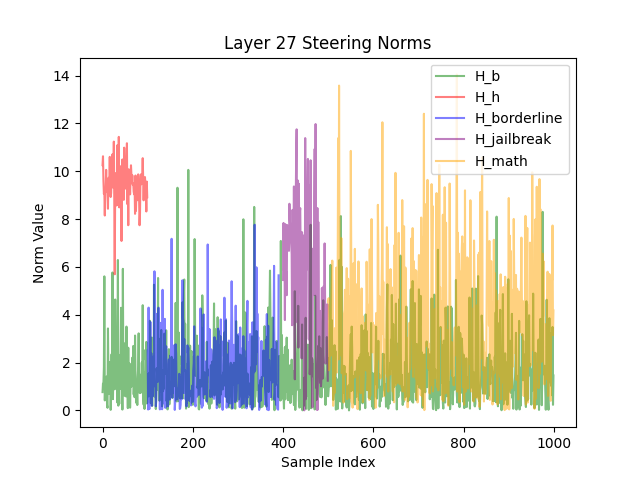 Layer 27 Steering Norms
Norm Value
14
12
10
8
6
4
2
0
H_b
H_h
H_borderline
H_jailbreak
H_math
0 200 400 600 800 1000
Sample Index